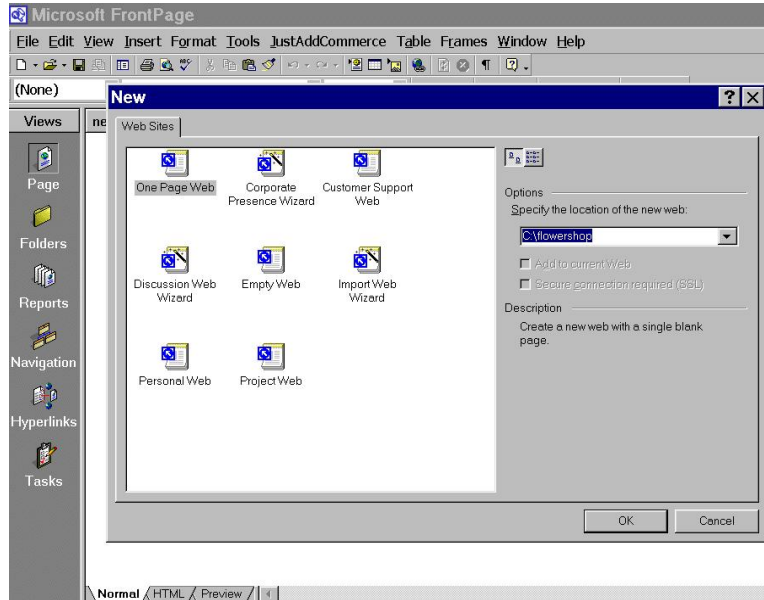 Microsoft FrontPage
File Edit View Insert Format Tools JustAddCommerce Table Frames Window Help
(None)
New
Views
Web Sites
Page
Folders
Reports
Navigation
Hyperlinks
Tasks
One Page Web
Corporate Presence Wizard
Customer Support Web
Discussion Web Wizard
Empty Web
Import Web Wizard
Personal Web
Project Web
Options
Specify the location of the new web:
C:\flowershop
Add to current Web
Secure connection required (SSL)
Description
Create a new web with a single blank
page.
OK Cancel
Normal HTML Preview